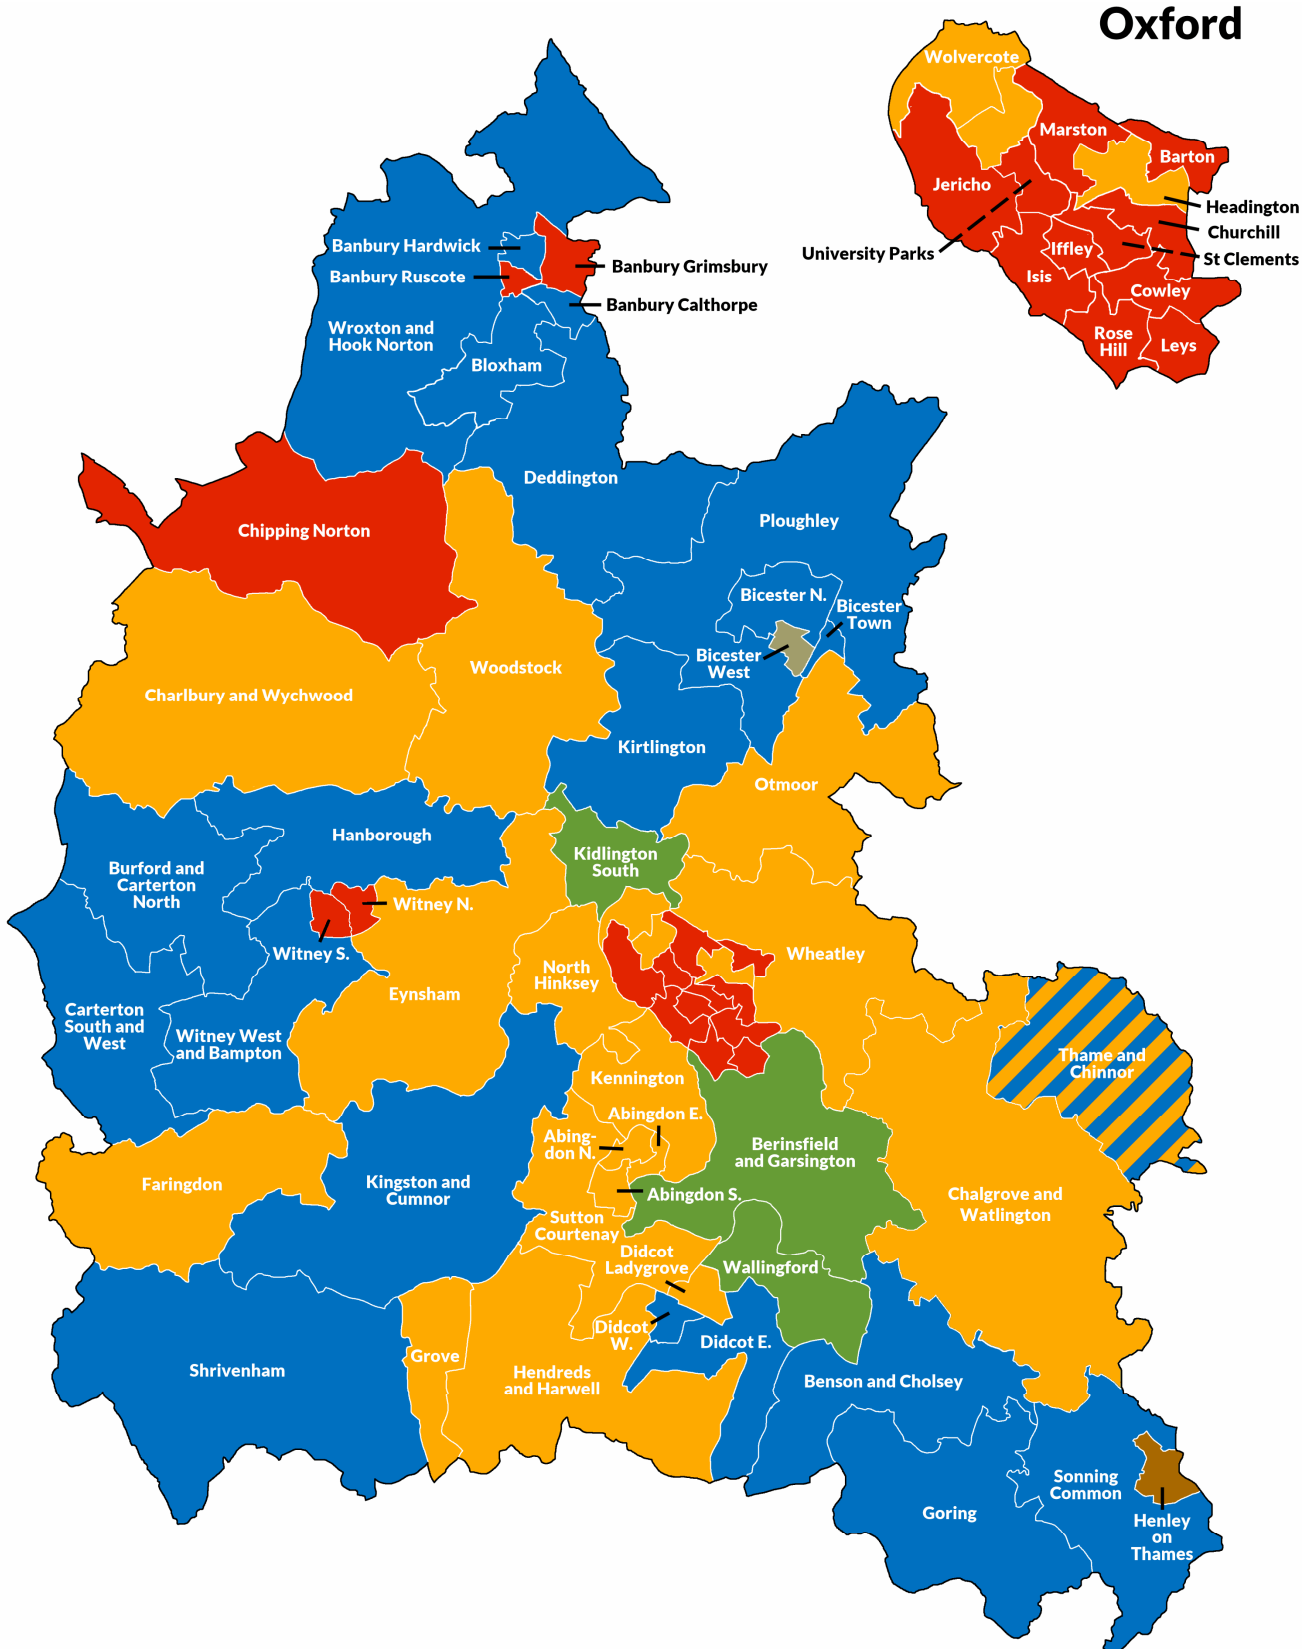 Oxford
Wolvercote
Marston
Barton
Jericho
Headington
Churchill
University Parks
Iffley
St Clements
Isis
Cowley
Rose
Hill
Leys
Banbury Hardwick
Banbury Ruscote
Banbury Grimsbury
Banbury Calthorpe
Wroxton and
Hook Norton
Bloxham
Deddington
Chipping Norton
Ploughley
Bicester N.
Bicester
Town
Bicester
West
Woodstock
Charlbury and Wychwood
Kirtlington
Otmoor
Hanborough
Kidlington
South
Burford and
Carterton
North
Witney N.
Witney S.
Wheatley
North
Hinksey
Eynsham
Carterton
South and
West
Witney West
and Bampton
Thame and
Chinnor
Kennington
Abingdon E.
Abing-
don N.
Berinsfield
and Garsington
Faringdon
Kingston and
Cumnor
Abingdon S.
Chalgrove and
Watlington
Sutton
Courtenay
Didcot
Ladygrove
Wallingford
Didcot
W.
Didcot E.
Grove
Shrivenham
Hendreds
and Harwell
Benson and Cholsey
Sonning
Common
Goring
Henley
on
Thames